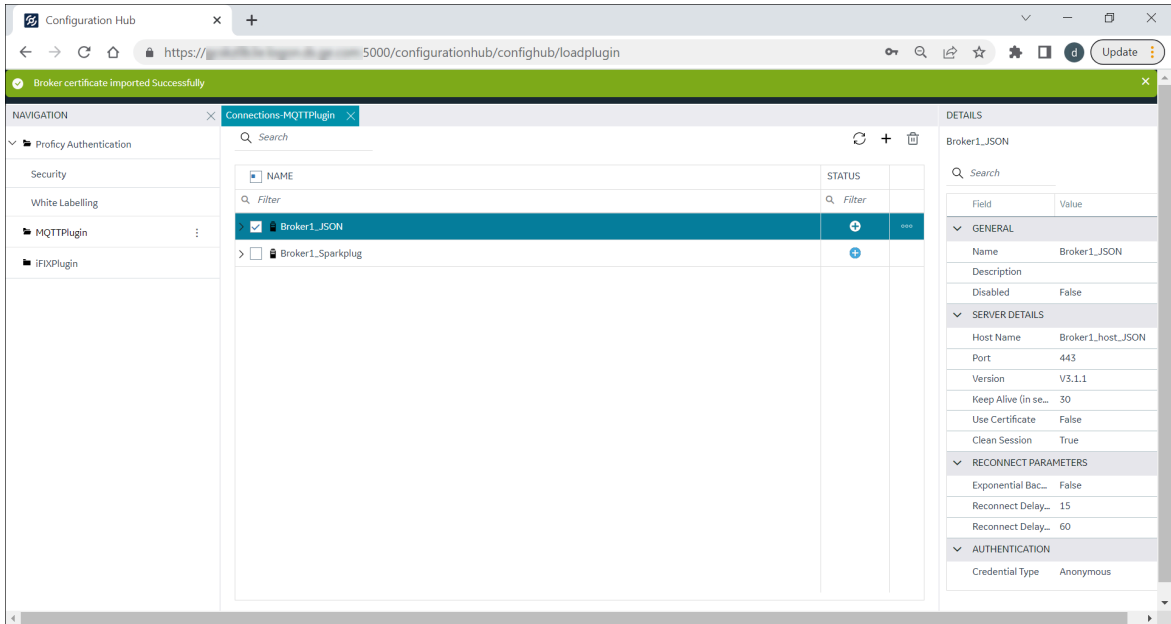 Configuration Hub
https:// 5000/configurationhub/confighub/loadplugin
d
Update
Broker certificate imported Successfully
NAVIGATION
Proficy Authentication
Security
White Labelling
MQTTPlugin
iFIXPlugin
Connections-MQTTPlugin
Search
NAME STATUS
Filter Filter
Broker1_JSON
Broker1_Sparkplug
DETAILS
Broker1_JSON
Search
Field Value
GENERAL
Name Broker1_JSON
Description
Disabled False
SERVER DETAILS
Host Name Broker1_host_JSON
Port 443
Version V3.1.1
Keep Alive (in se... 30
Use Certificate False
Clean Session True
RECONNECT PARAMETERS
Exponential Bac... False
Reconnect Delay... 15
Reconnect Delay... 60
AUTHENTICATION
Credential Type Anonymous